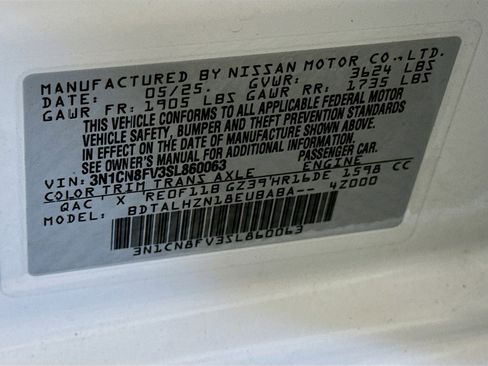 MANUFACTURED BY NISSAN MOTOR CO., LTD.
DATE: 05/25. GVWR: 3624 LBS
GAWR FR: 1905 LBS GAWR RR: 1735 LBS
THIS VEHICLE CONFORMS TO ALL APPLICABLE FEDERAL MOTOR
VEHICLE SAFETY, BUMPER AND THEFT PREVENTION STANDARDS
IN EFFECT ON THE DATE OF MANUFACTURE SHOWN ABOVE.
SEE OWNER'S MANUAL FOR ADDITIONAL INFORMATION.
VIN: 3N1CN8FV3SL860063 PASSENGER CAR
COLOR TRIM TRANS AXLE ENGINE
QAC X RE0F11B GZ39 HR16DE 1598 CC
BDTALHZN18EU8ABA-- 4Z000
3N1CN8FV3SL860063